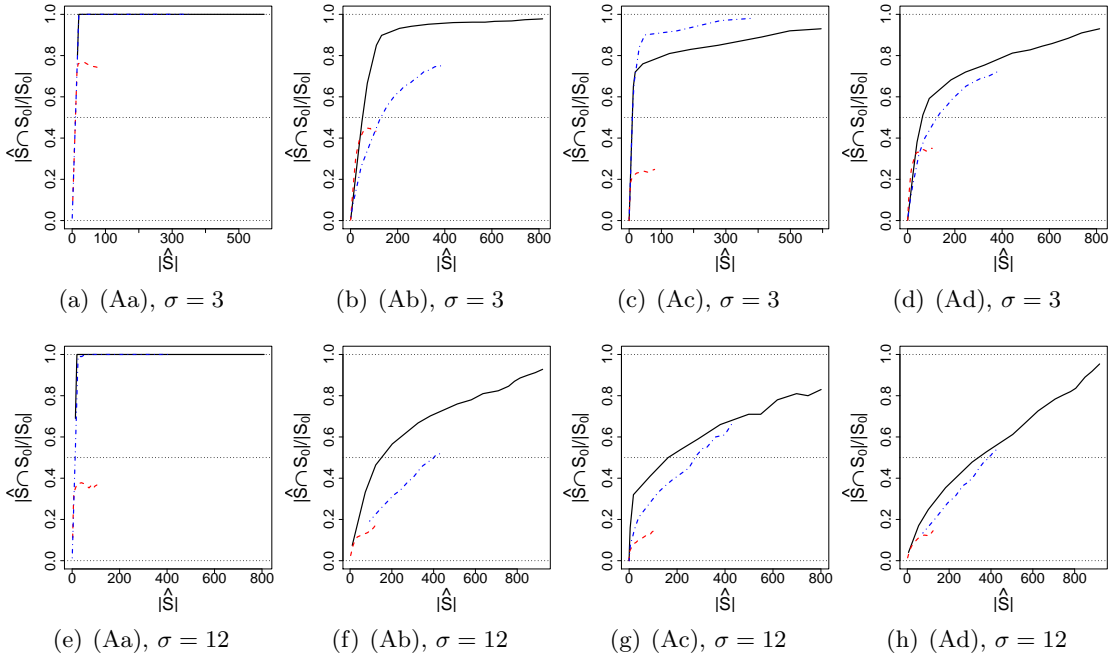 |Ŝ∩ S₀|/|S₀|
1.0
0.8
0.6
0.4
0.2
0.0
0 100 300 500
|Ŝ|
(a) (Aa), σ = 3
|Ŝ∩ S₀|/|S₀|
1.0
0.8
0.6
0.4
0.2
0.0
0 200 400 600 800
|Ŝ|
(b) (Ab), σ = 3
|Ŝ∩ S₀|/|S₀|
1.0
0.8
0.6
0.4
0.2
0.0
0 100 300 500
|Ŝ|
(c) (Ac), σ = 3
|Ŝ∩ S₀|/|S₀|
1.0
0.8
0.6
0.4
0.2
0.0
0 200 400 600 800
|Ŝ|
(d) (Ad), σ = 3
|Ŝ∩ S₀|/|S₀|
1.0
0.8
0.6
0.4
0.2
0.0
0 200 400 600 800
|Ŝ|
(e) (Aa), σ = 12
|Ŝ∩ S₀|/|S₀|
1.0
0.8
0.6
0.4
0.2
0.0
0 200 400 600 800
|Ŝ|
(f) (Ab), σ = 12
|Ŝ∩ S₀|/|S₀|
1.0
0.8
0.6
0.4
0.2
0.0
0 200 400 600 800
|Ŝ|
(g) (Ac), σ = 12
|Ŝ∩ S₀|/|S₀|
1.0
0.8
0.6
0.4
0.2
0.0
0 200 400 600 800
|Ŝ|
(h) (Ad), σ = 12